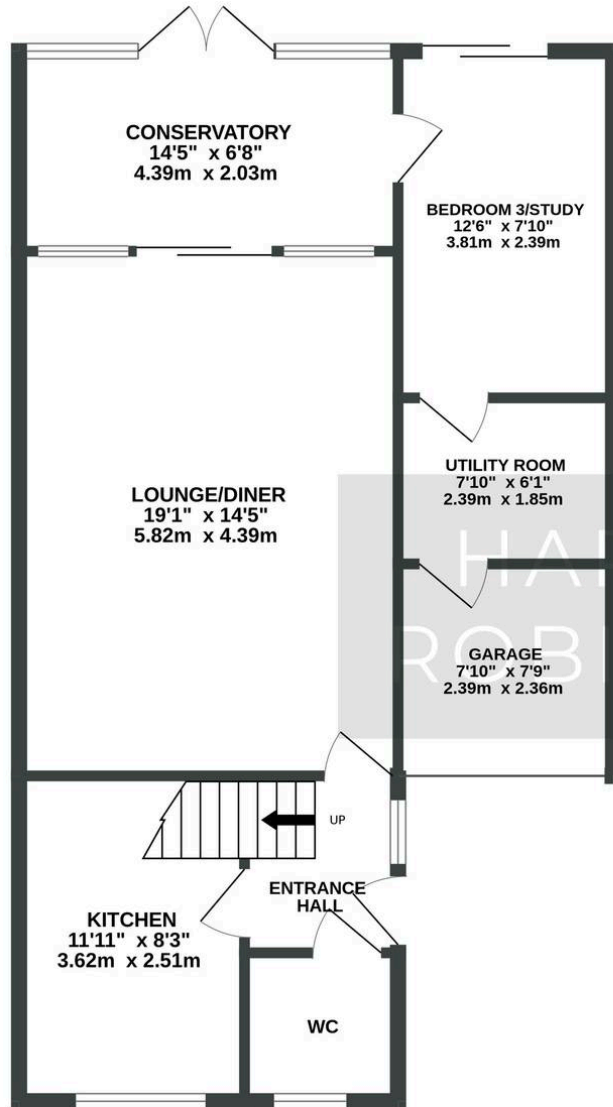 CONSERVATORY
14'5" x 6'8"
4.39m x 2.03m
BEDROOM 3/STUDY
12'6" x 7'10"
3.81m x 2.39m
LOUNGE/DINER
19'1" x 14'5"
5.82m x 4.39m
UTILITY ROOM
7'10" x 6'1"
2.39m x 1.85m
HA
ROBI
GARAGE
7'10" x 7'9"
2.39m x 2.36m
UP
ENTRANCE
HALL
KITCHEN
11'11" x 8'3"
3.62m x 2.51m
WC